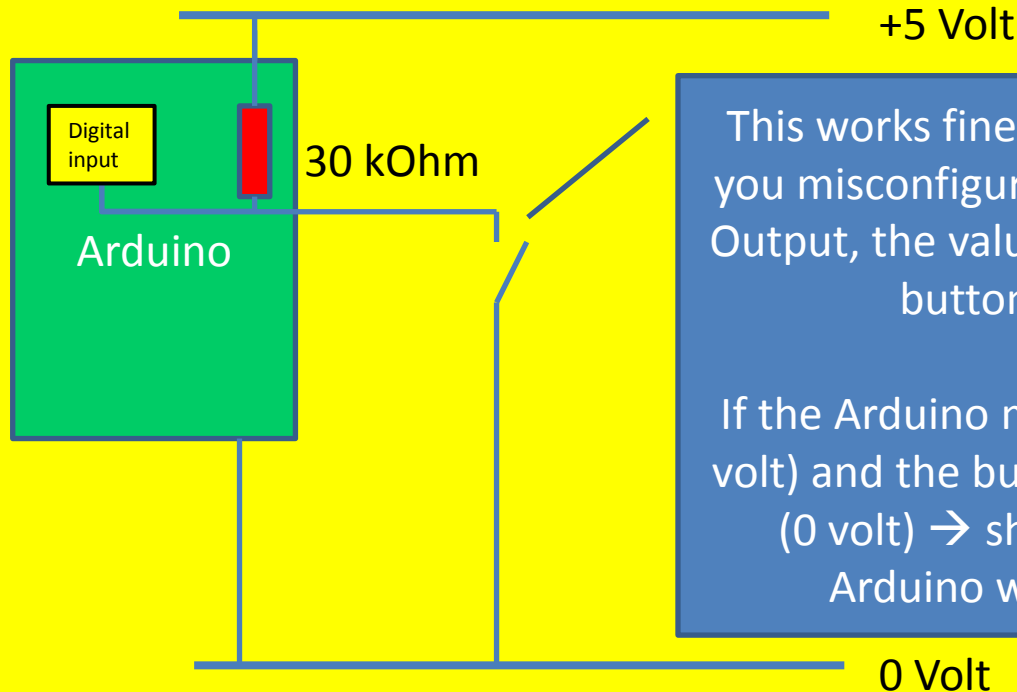 +5 Volt
Digital
input
30 kOhm
Arduino
This works fine
you misconfigur
Output, the valu
button
If the Arduino
volt) and the bu
(0 volt) → sh
Arduino w
0 Volt